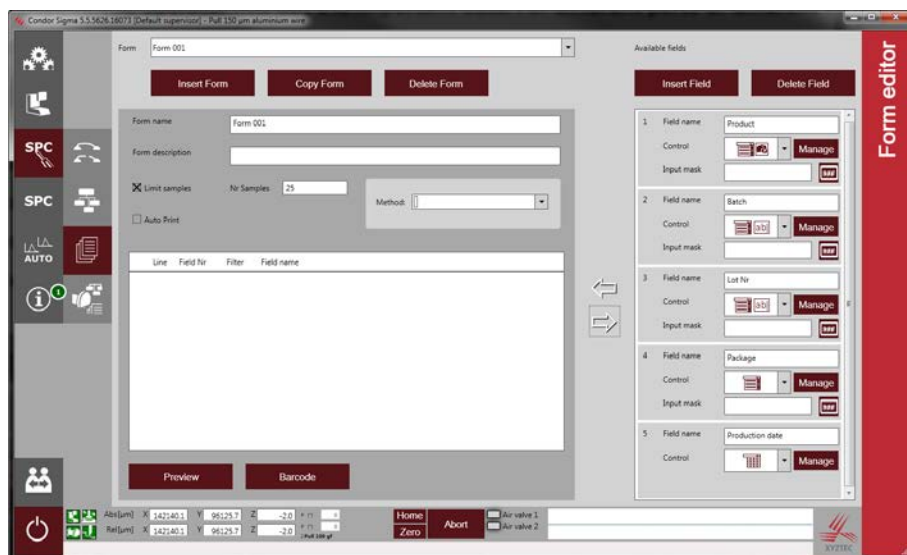 Condor Sigma 5.5.5626.16073 [Default supervisor] - Pull 150 µm aluminium wire
Form editor
Form Form 001
Insert Form Copy Form Delete Form
Available fields
Insert Field Delete Field
SPC
SPC
AUTO
1
Form name Form 001
Form description
Limit samples Nr Samples 25
Method:
Auto Print
Line Field Nr Filter Field name
Preview Barcode
1 Field name Product
Control Manage
Input mask ###
2 Field name Batch
Control ab Manage
Input mask ###
3 Field name Lot Nr
Control ab Manage
Input mask ###
4 Field name Package
Control Manage
Input mask ###
5 Field name Production date
Control Manage
Abs[µm] X 142140.1 Y 96125.7 Z -2.0
Rel[µm] X 142140.1 Y 96125.7 Z -2.0
Pull 100 gf
Home
Zero
Abort
Air valve 1
Air valve 2
XYZTEC